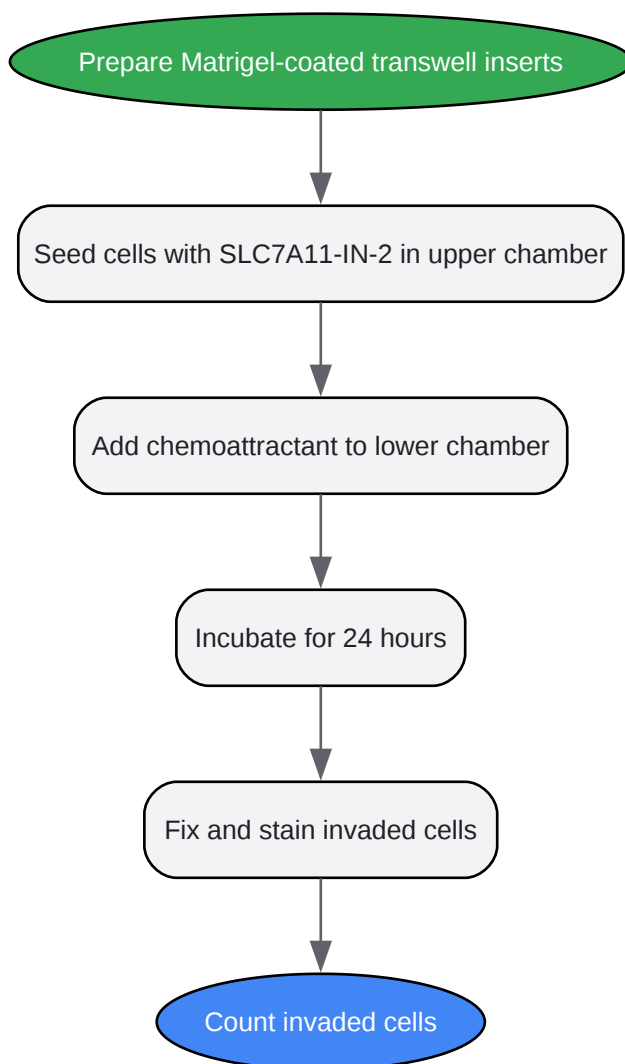 Prepare Matrigel-coated transwell inserts
Seed cells with SLC7A11-IN-2 in upper chamber
Add chemoattractant to lower chamber
Incubate for 24 hours
Fix and stain invaded cells
Count invaded cells